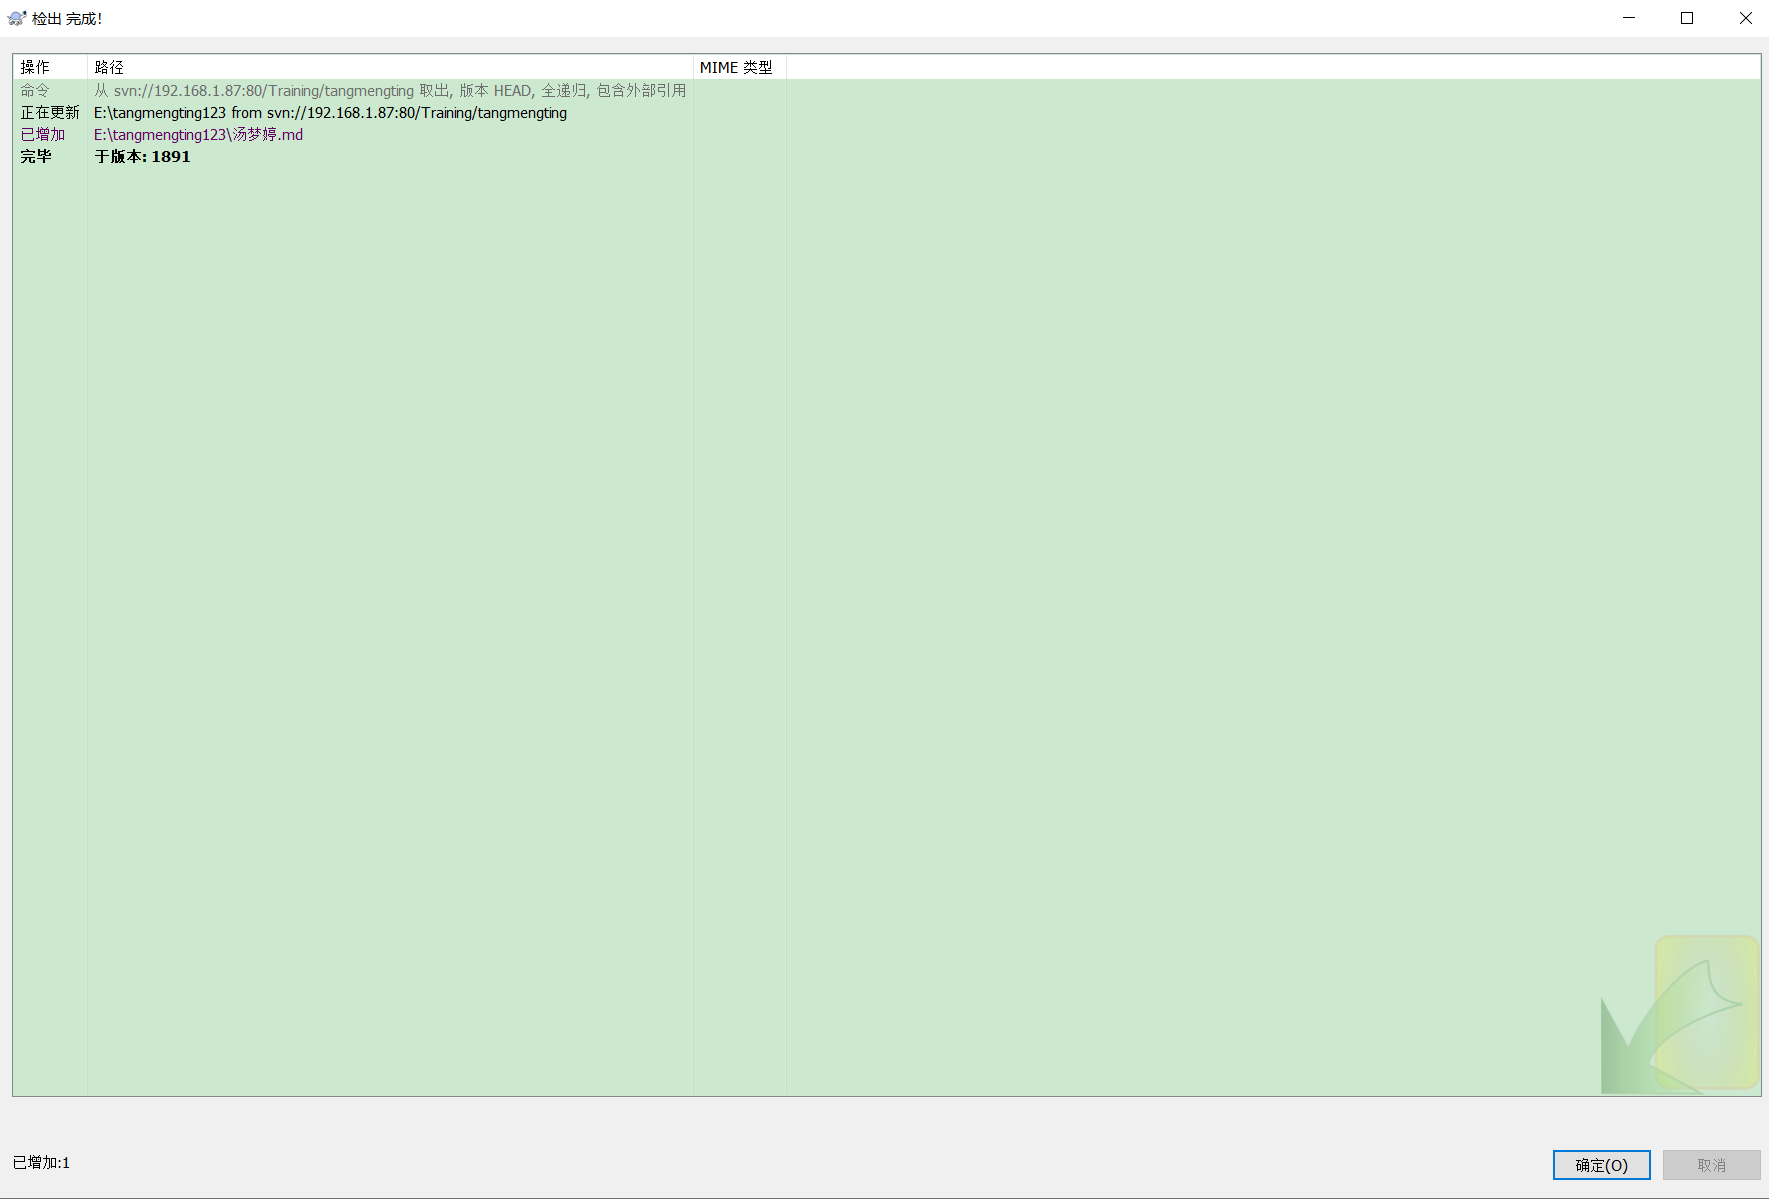 检出 完成!
操作 路径 MIME 类型
命令 从 svn://192.168.1.87:80/Training/tangmengting 取出, 版本 HEAD, 全递归, 包含外部引用
正在更新 E:\tangmengting123 from svn://192.168.1.87:80/Training/tangmengting
已增加 E:\tangmengting123\汤梦婷.md
完毕 于版本: 1891
已增加:1
确定(O) 取消